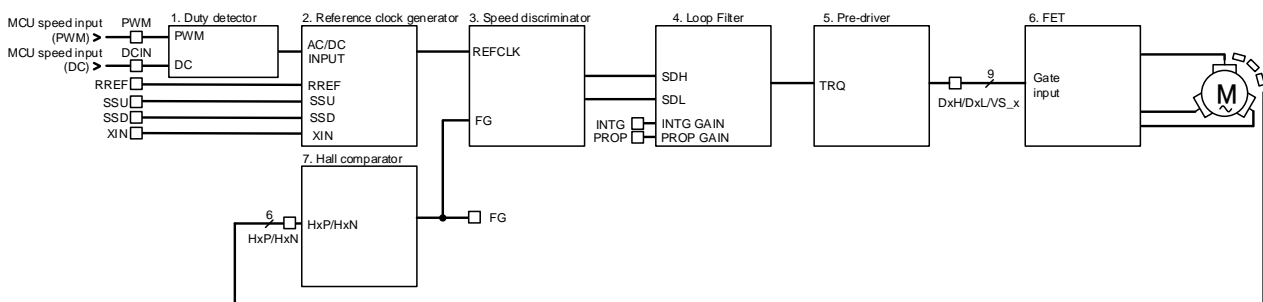 1. Duty detector
2. Reference clock generator
3. Speed discriminator
4. Loop Filter
5. Pre-driver
6. FET
MCU speed input
(PWM)
PWM
PWM
MCU speed input
(DC)
DCIN
DC
AC/DC
INPUT
RREF
RREF
SSU
SSU
SSD
SSD
XIN
XIN
REFCLK
FG
SDH
SDL
INTG
INTG GAIN
PROP
PROP GAIN
TRQ
9
DxH/DxL/VS_x
Gate
input
M
7. Hall comparator
6
HxP/HxN
HxP/HxN
FG